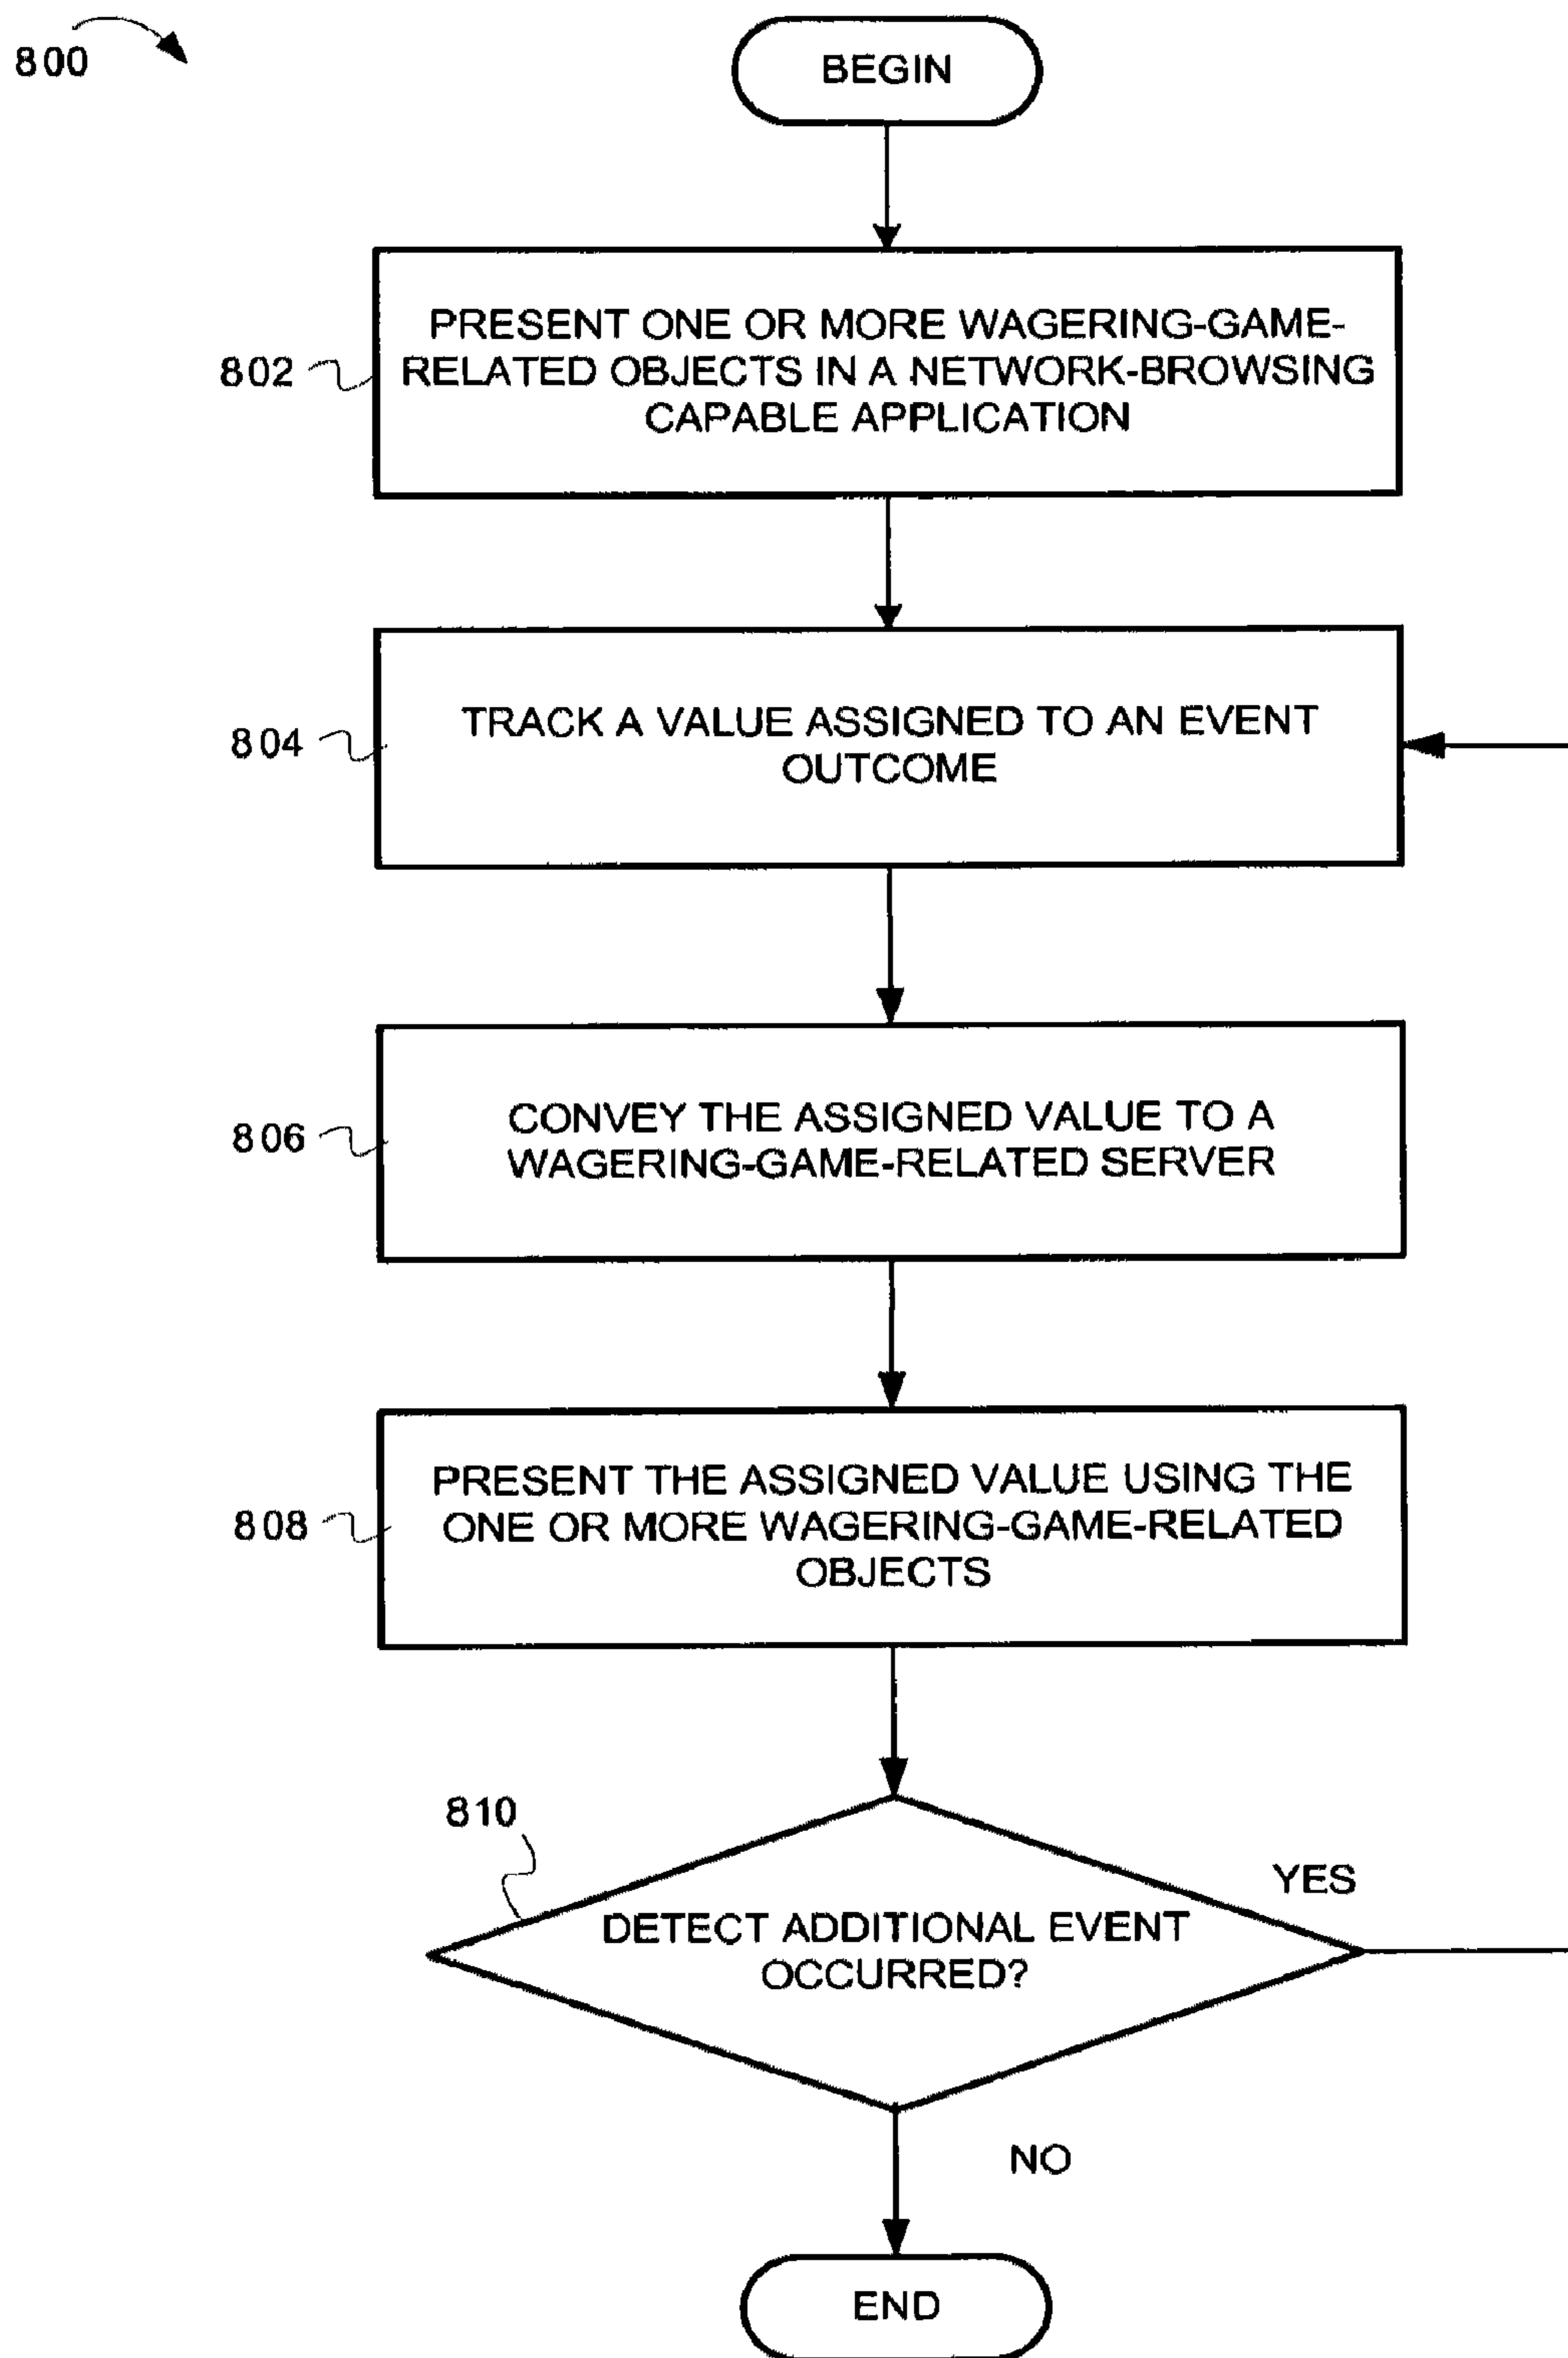 800
BEGIN
802
PRESENT ONE OR MORE WAGERING-GAME-
RELATED OBJECTS IN A NETWORK-BROWSING
CAPABLE APPLICATION
804
TRACK A VALUE ASSIGNED TO AN EVENT
OUTCOME
806
CONVEY THE ASSIGNED VALUE TO A
WAGERING-GAME-RELATED SERVER
808
PRESENT THE ASSIGNED VALUE USING THE
ONE OR MORE WAGERING-GAME-RELATED
OBJECTS
810
DETECT ADDITIONAL EVENT
OCCURRED?
YES
NO
END